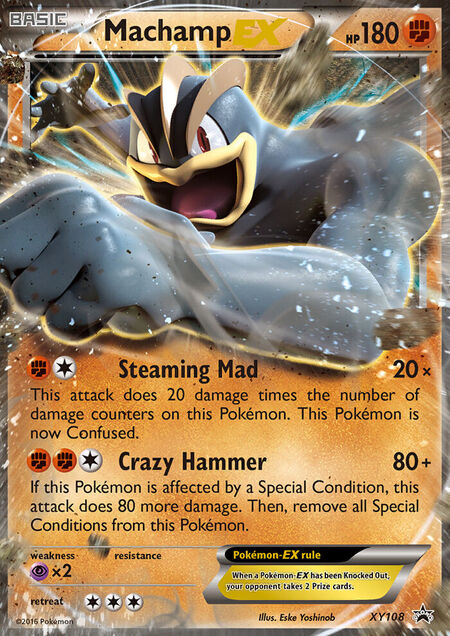 BASIC
Machamp EX HP 180
Steaming Mad 20×
This attack does 20 damage times the number of
damage counters on this Pokémon. This Pokémon is
now Confused.
Crazy Hammer 80+
If this Pokémon is affected by a Special Condition, this
attack does 80 more damage. Then, remove all Special
Conditions from this Pokémon.
weakness resistance
×2
Pokémon-EX rule
When a Pokémon-EX has been Knocked Out,
your opponent takes 2 Prize cards.
retreat
©2016 Pokémon Illus. Eske Yoshinob XY108